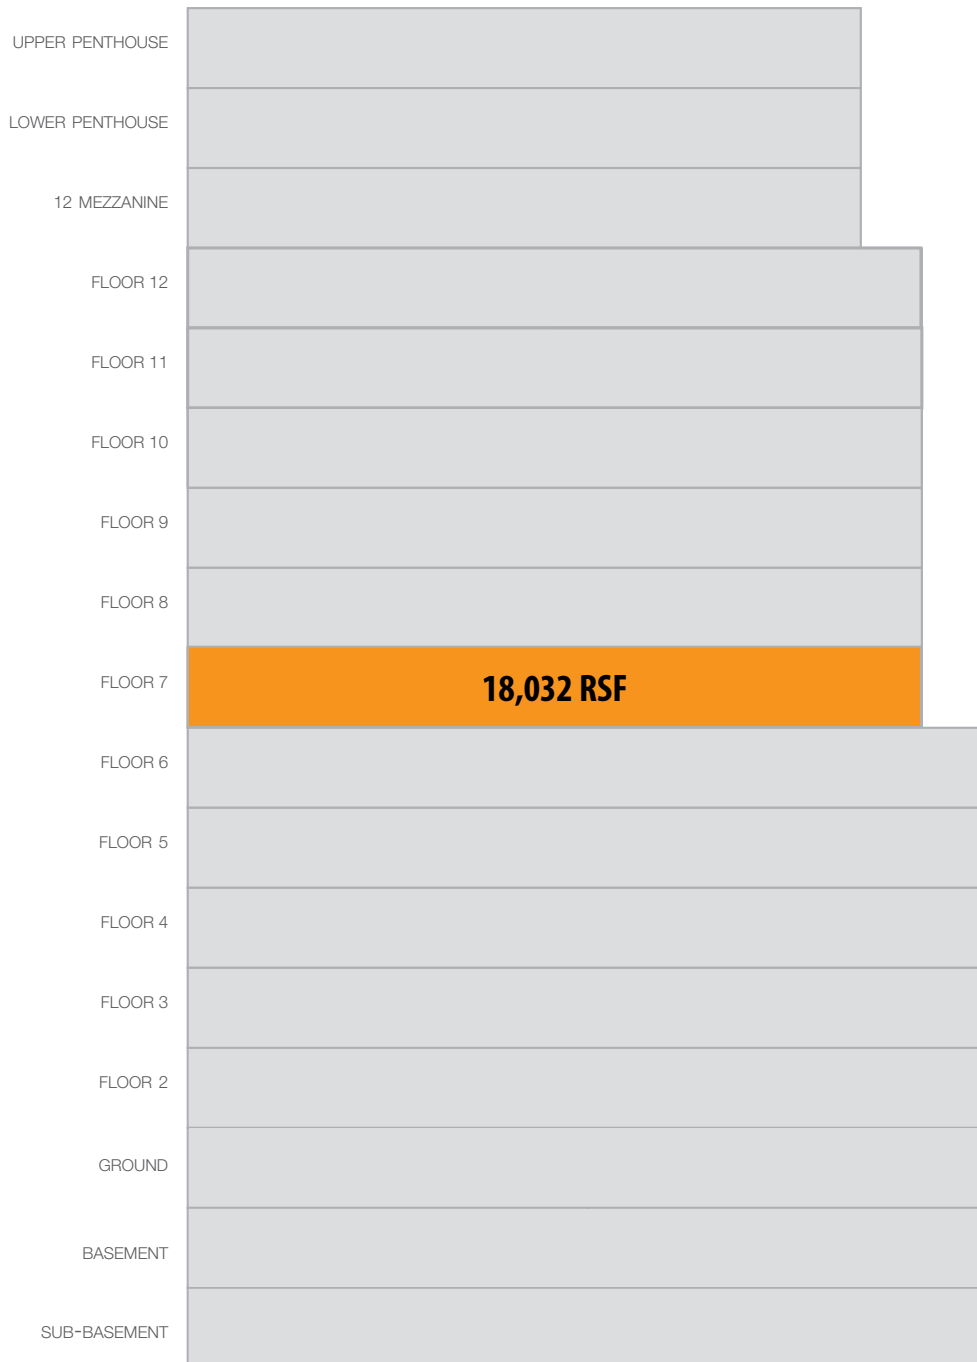 UPPER PENTHOUSE
LOWER PENTHOUSE
12 MEZZANINE
FLOOR 12
FLOOR 11
FLOOR 10
FLOOR 9
FLOOR 8
FLOOR 7
18,032 RSF
FLOOR 6
FLOOR 5
FLOOR 4
FLOOR 3
FLOOR 2
GROUND
BASEMENT
SUB-BASEMENT